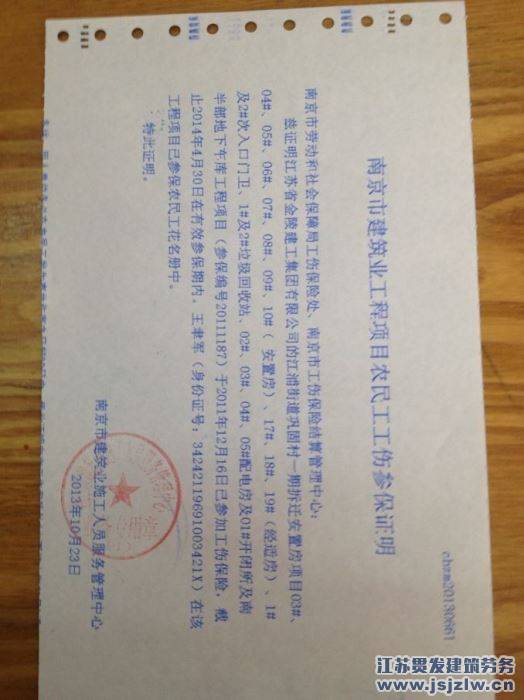 chzm20130661
南京市建筑业工程项目农民工工伤参保证明
南京市劳动和社会保障局工伤保险处、南京市工伤保险结算管理中心：
兹证明江苏省金陵建工集团有限公司的江浦街道巩固村一期拆迁安置房项目03#、
04#、05#、06#、07#、08#、09#、10#（ 安置房）、17#、18#、19#（经适房）、1#
及2#次入口门卫、1#及2#垃圾回收站、02#、03#、04#、05#配电房及01#开闭所及南
半部地下车库工程项目（参保编号20111187）于2011年12月16日已参加工伤保险，截
止2014年4月30日在有效参保期内。王聿军（身份证号：34242119691003421X）在该
工程项目已参保农民工花名册中。
特此证明。
南京市建筑业施工人员服务管理中心
2013年10月23日
江苏贯发建筑劳务
www.jsjzlw.cn